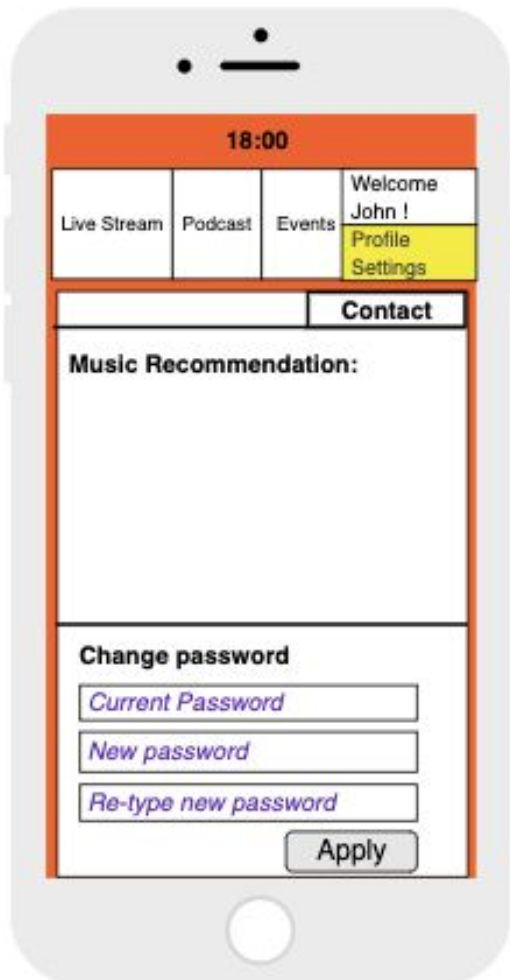 18:00
Live Stream
Podcast
Events
Welcome
John !
Profile
Settings
Contact
Music Recommendation:
Change password
Current Password
New password
Re-type new password
Apply